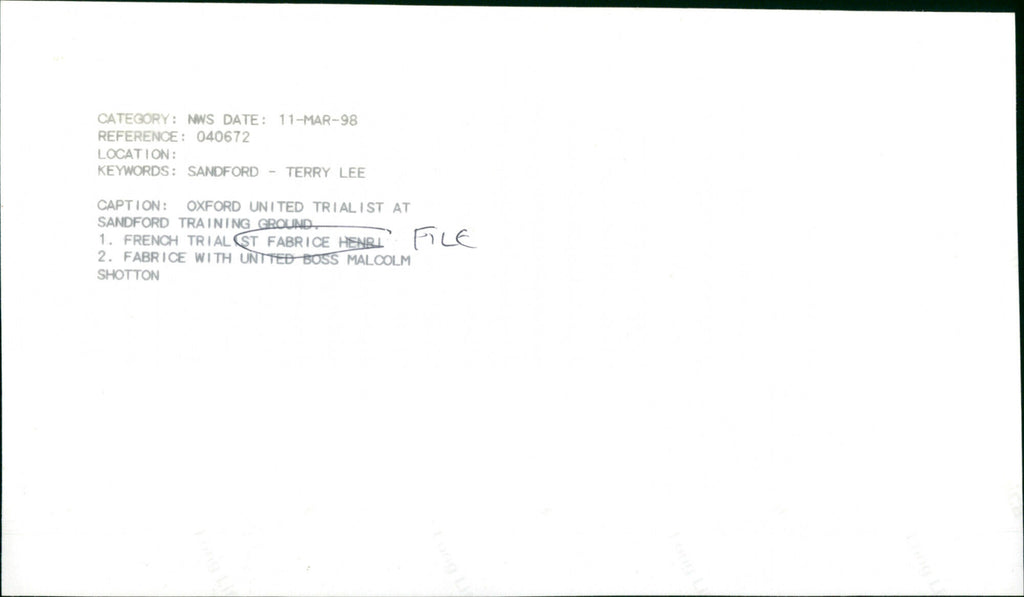 CATEGORY: NWS DATE: 11-MAR-98
REFERENCE: 040672
LOCATION:
KEYWORDS: SANDFORD - TERRY LEE
CAPTION: OXFORD UNITED TRIALIST AT
SANDFORD TRAINING GROUND.
1. FRENCH TRIALIST FABRICE HENRI FILE
2. FABRICE WITH UNITED BOSS MALCOLM
SHOTTON